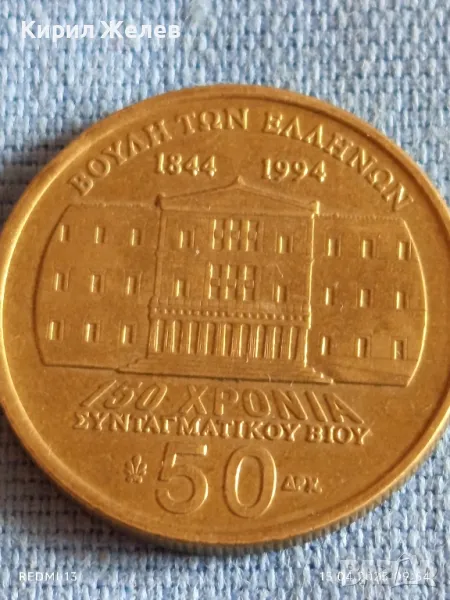 Кирил Желев
ΒΟΥΛΗ ΤΩΝ ΕΛΛΗΝΩΝ
1844 1994
150 ΧΡΟΝΙΑ
ΣΥΝΤΑΓΜΑΤΙΚΟΥ ΒΙΟΥ
50 ΔΡΧ.
REDMI 13